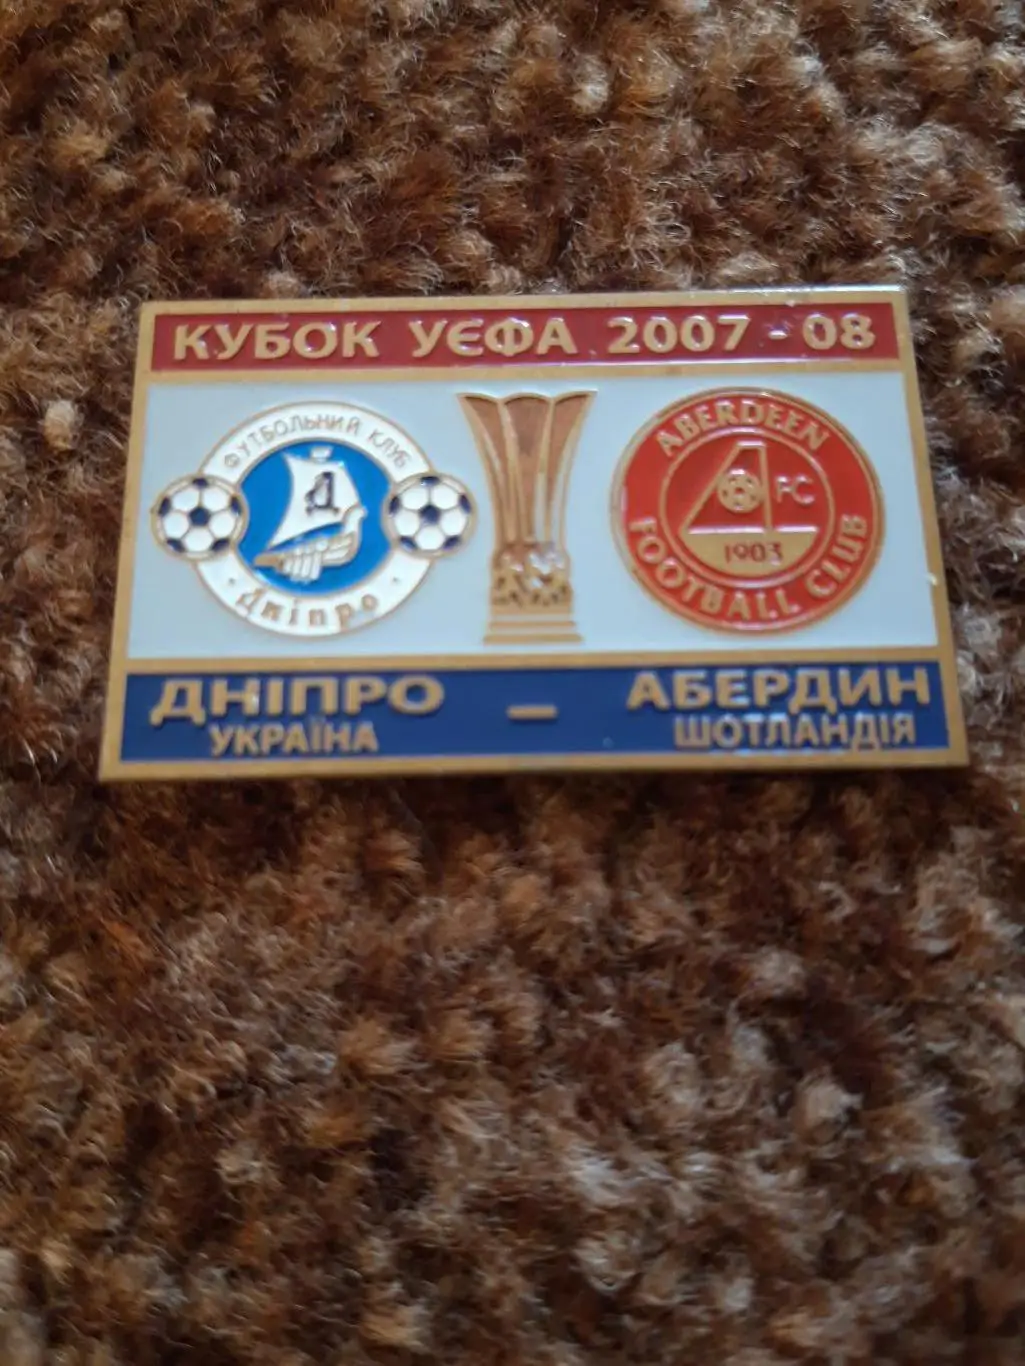 КУБОК УЄФА 2007 - 08
ФУТБОЛЬНИЙ КЛУБ
Д
· Дніпро ·
ABERDEEN
FC
1903
FOOTBALL CLUB
ДНІПРО – АБЕРДИН
УКРАЇНА ШОТЛАНДІЯ